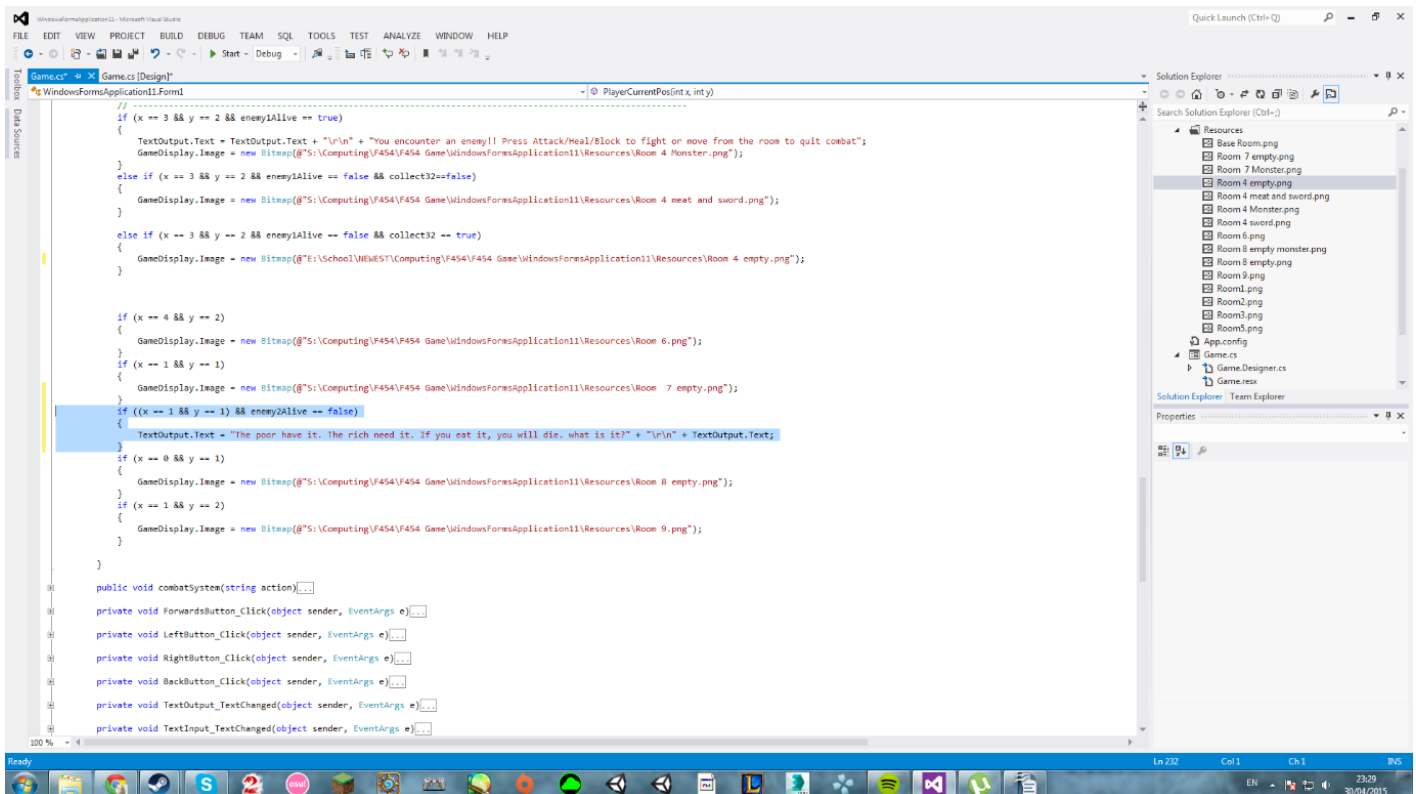 WindowsFormsApplication11 - Microsoft Visual Studio
Quick Launch (Ctrl+Q)
FILE EDIT VIEW PROJECT BUILD DEBUG TEAM SQL TOOLS TEST ANALYZE WINDOW HELP
Start - Debug
Toolbox
Data Sources
Game.cs* Game.cs [Design]*
WindowsFormsApplication11.Form1
PlayerCurrentPos(int x, int y)
// ------------------------------------------------------------------------------------------
if (x == 3 && y == 2 && enemy1Alive == true)
{
TextOutput.Text = TextOutput.Text + "\r\n" + "You encounter an enemy!! Press Attack/Heal/Block to fight or move from the room to quit combat";
GameDisplay.Image = new Bitmap(@"S:\Computing\F454\F454 Game\WindowsFormsApplication11\Resources\Room 4 Monster.png");
}
else if (x == 3 && y == 2 && enemy1Alive == false && collect32==false)
{
GameDisplay.Image = new Bitmap(@"S:\Computing\F454\F454 Game\WindowsFormsApplication11\Resources\Room 4 meat and sword.png");
}
else if (x == 3 && y == 2 && enemy1Alive == false && collect32 == true)
{
GameDisplay.Image = new Bitmap(@"E:\School\NEWEST\Computing\F454\F454 Game\WindowsFormsApplication11\Resources\Room 4 empty.png");
}
if (x == 4 && y == 2)
{
GameDisplay.Image = new Bitmap(@"S:\Computing\F454\F454 Game\WindowsFormsApplication11\Resources\Room 6.png");
}
if (x == 1 && y == 1)
{
GameDisplay.Image = new Bitmap(@"S:\Computing\F454\F454 Game\WindowsFormsApplication11\Resources\Room  7 empty.png");
}
if ((x == 1 && y == 1) && enemy2Alive == false)
{
TextOutput.Text = "The poor have it. The rich need it. If you eat it, you will die. what is it?" + "\r\n" + TextOutput.Text;
}
if (x == 0 && y == 1)
{
GameDisplay.Image = new Bitmap(@"S:\Computing\F454\F454 Game\WindowsFormsApplication11\Resources\Room 8 empty.png");
}
if (x == 1 && y == 2)
{
GameDisplay.Image = new Bitmap(@"S:\Computing\F454\F454 Game\WindowsFormsApplication11\Resources\Room 9.png");
}
}
public void combatSystem(string action)...
private void ForwardsButton_Click(object sender, EventArgs e)...
private void LeftButton_Click(object sender, EventArgs e)...
private void RightButton_Click(object sender, EventArgs e)...
private void BackButton_Click(object sender, EventArgs e)...
private void TextOutput_TextChanged(object sender, EventArgs e)...
private void TextInput_TextChanged(object sender, EventArgs e)...
100 %
Solution Explorer
Search Solution Explorer (Ctrl+;)
Resources
Base Room.png
Room  7 empty.png
Room  7 Monster.png
Room 4 empty.png
Room 4 meat and sword.png
Room 4 Monster.png
Room 4 sword.png
Room 6.png
Room 8 empty monster.png
Room 8 empty.png
Room 9.png
Room1.png
Room2.png
Room3.png
Room5.png
App.config
Game.cs
Game.Designer.cs
Game.resx
Solution Explorer Team Explorer
Properties
Ready
Ln 232 Col 1 Ch 1 INS
osu!
EN
23:29
30/04/2015